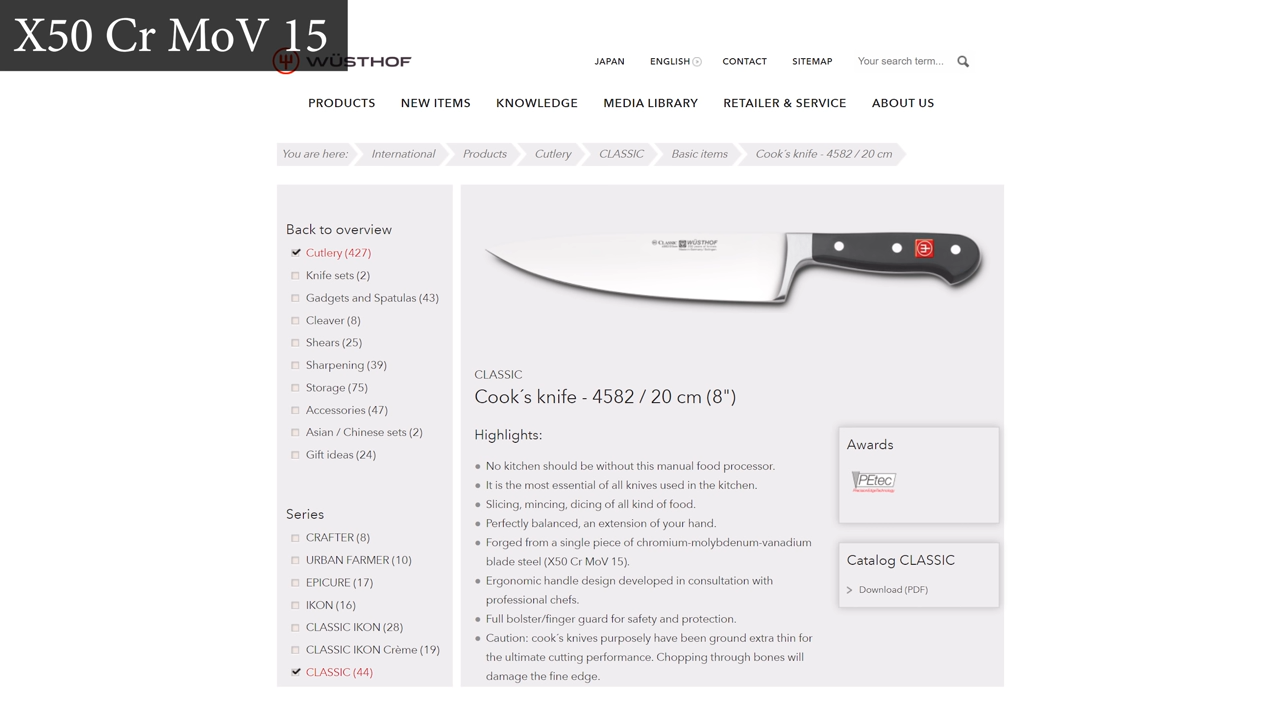 X50 Cr MoV 15
WÜSTHOF
JAPAN ENGLISH CONTACT SITEMAP Your search term...
PRODUCTS NEW ITEMS KNOWLEDGE MEDIA LIBRARY RETAILER & SERVICE ABOUT US
You are here: International Products Cutlery CLASSIC Basic items Cook´s knife - 4582 / 20 cm
Back to overview
Cutlery (427)
Knife sets (2)
Gadgets and Spatulas (43)
Cleaver (8)
Shears (25)
Sharpening (39)
Storage (75)
Accessories (47)
Asian / Chinese sets (2)
Gift ideas (24)
Series
CRAFTER (8)
URBAN FARMER (10)
EPICURE (17)
IKON (16)
CLASSIC IKON (28)
CLASSIC IKON Crème (19)
CLASSIC (44)
CLASSIC WÜSTHOF
CLASSIC
Cook´s knife - 4582 / 20 cm (8")
Highlights:
No kitchen should be without this manual food processor.
It is the most essential of all knives used in the kitchen.
Slicing, mincing, dicing of all kind of food.
Perfectly balanced, an extension of your hand.
Forged from a single piece of chromium-molybdenum-vanadium
blade steel (X50 Cr MoV 15).
Ergonomic handle design developed in consultation with
professional chefs.
Full bolster/finger guard for safety and protection.
Caution: cook´s knives purposely have been ground extra thin for
the ultimate cutting performance. Chopping through bones will
damage the fine edge.
Awards
PEtec
Catalog CLASSIC
Download (PDF)